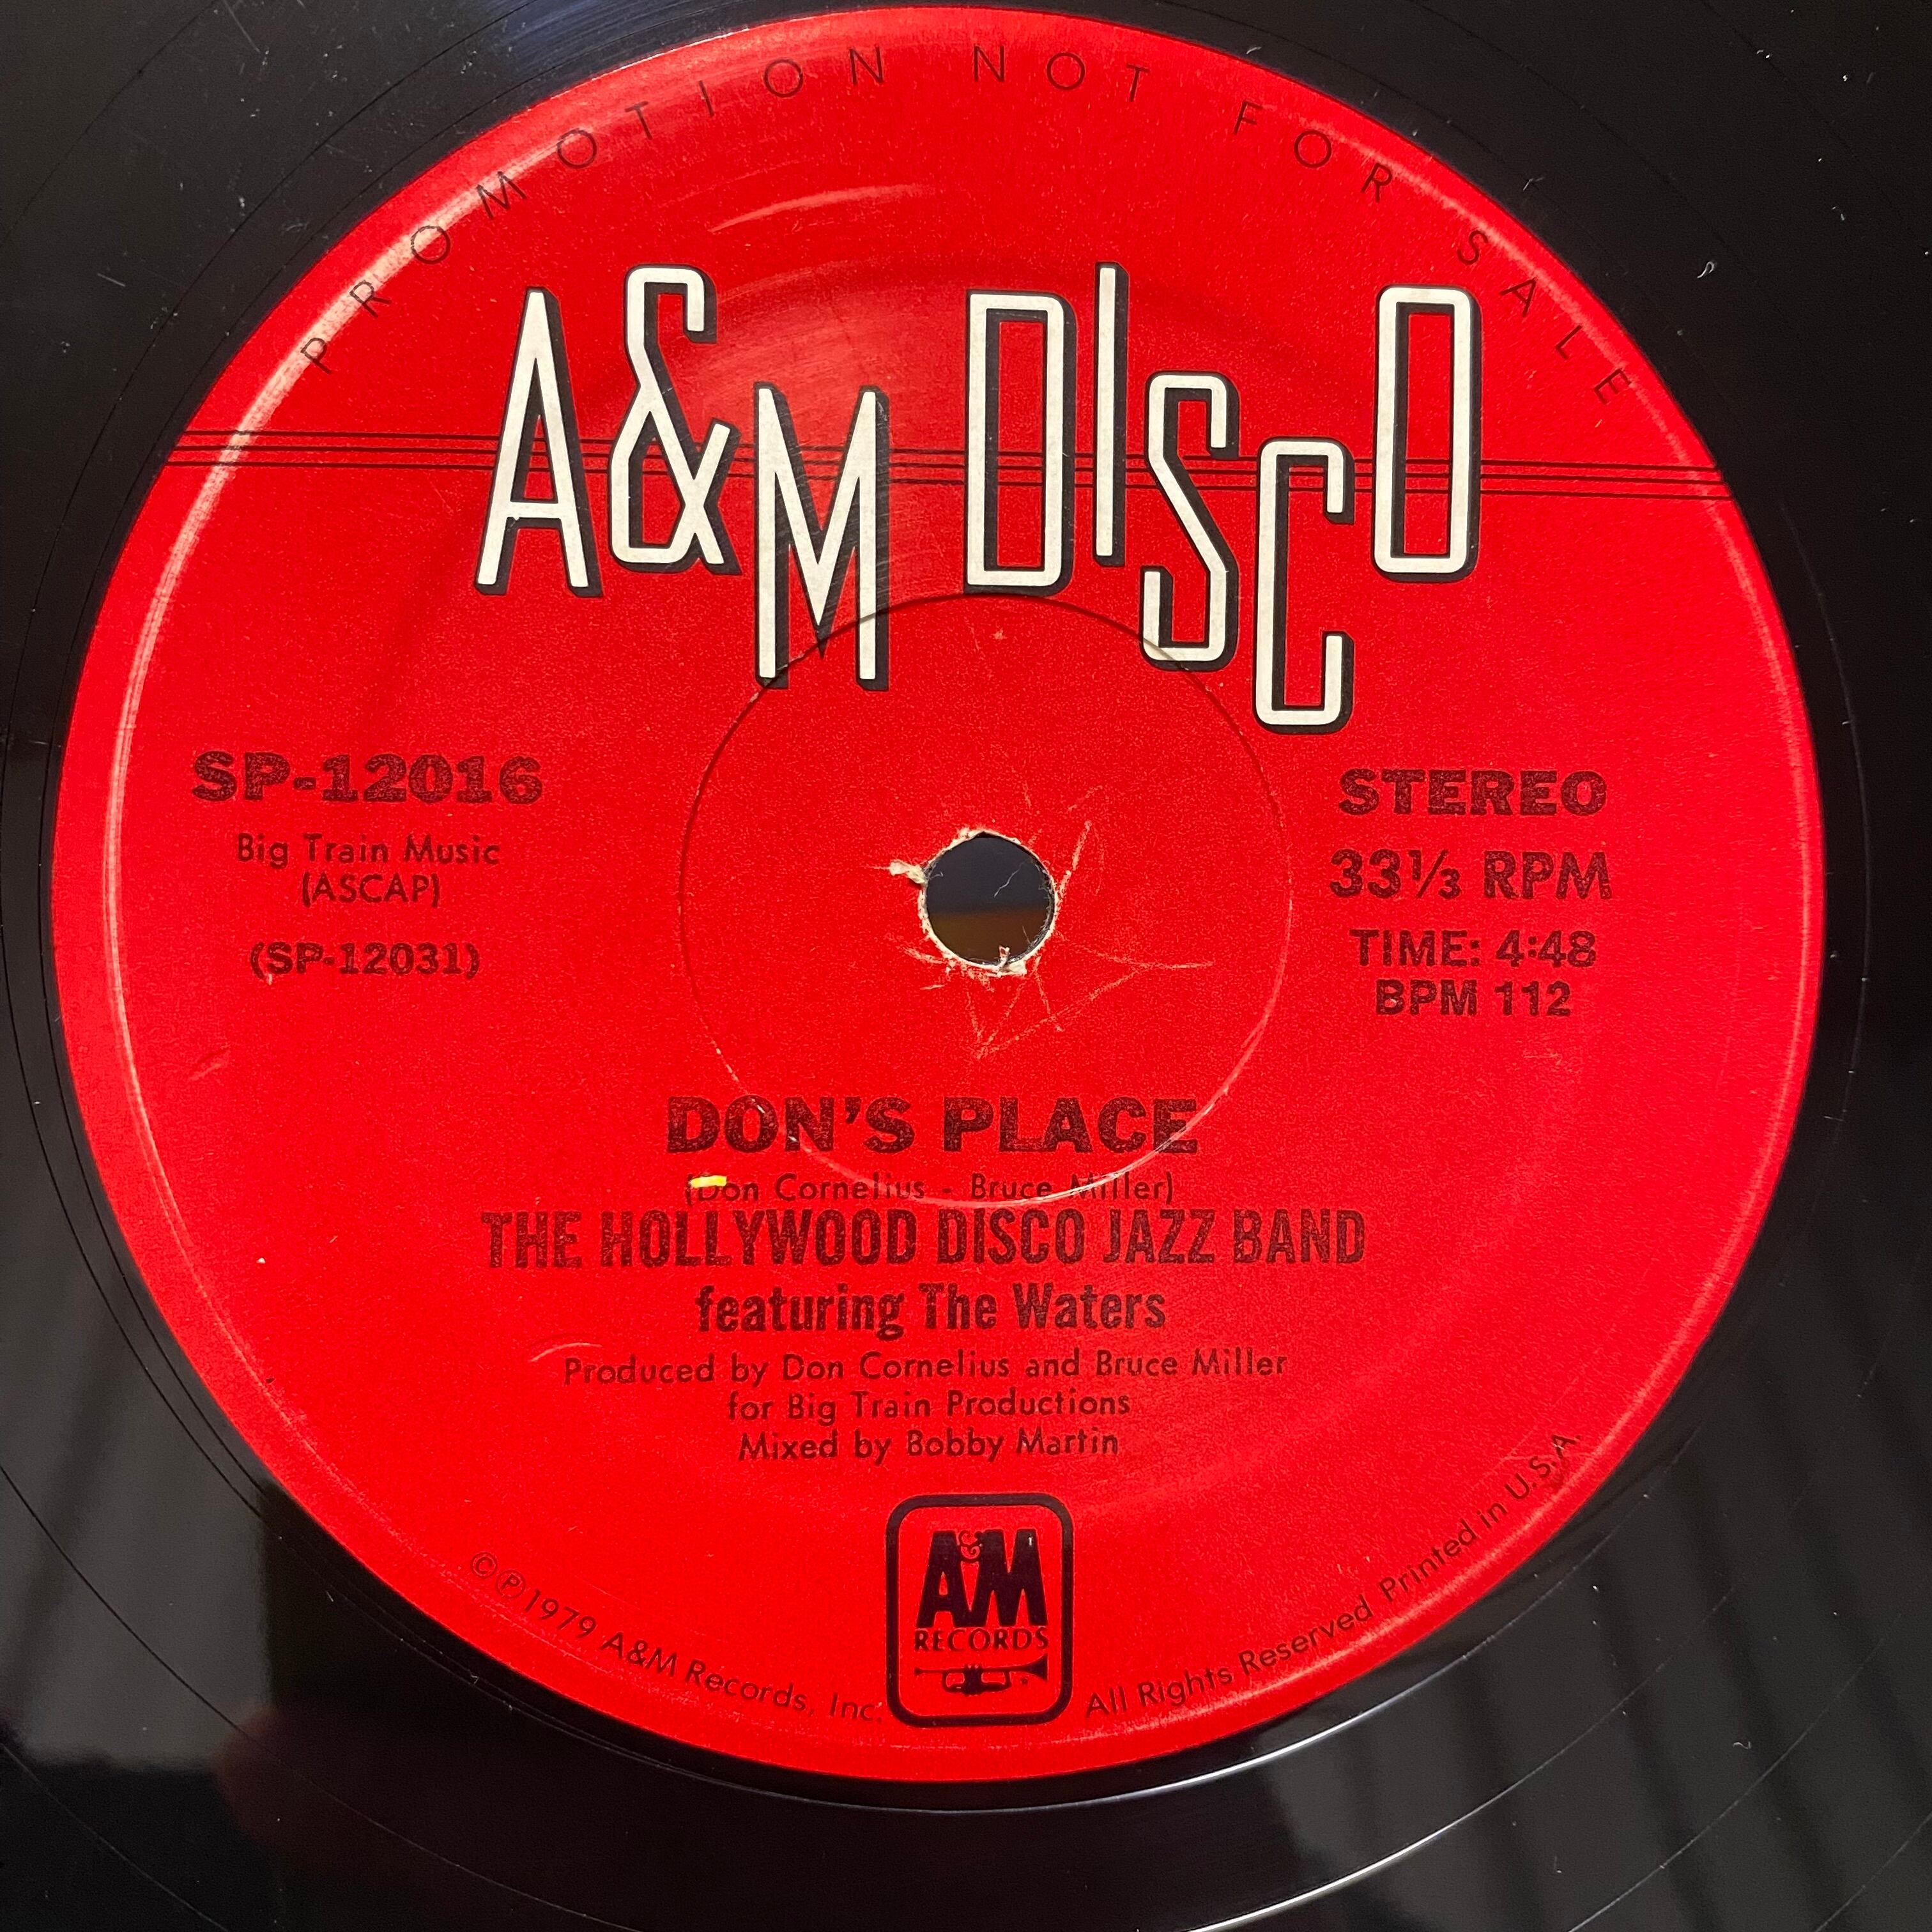 PROMOTION NOT FOR SALE
A&M DISCO
SP-12016
Big Train Music
(ASCAP)
(SP-12031)
STEREO
33⅓ RPM
TIME: 4:48
BPM 112
DON'S PLACE
(Don Cornelius - Bruce Miller)
THE HOLLYWOOD DISCO JAZZ BAND
featuring The Waters
Produced by Don Cornelius and Bruce Miller
for Big Train Productions
Mixed by Bobby Martin
A&M
RECORDS
©℗1979 A&M Records, Inc. All Rights Reserved Printed in U.S.A.